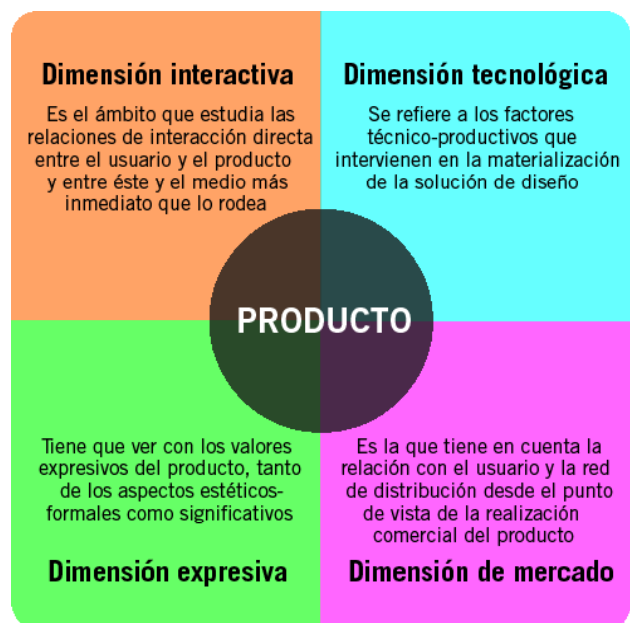 Dimensión interactiva
Es el ámbito que estudia las
relaciones de interacción directa
entre el usuario y el producto
y entre éste y el medio más
inmediato que lo rodea
Dimensión tecnológica
Se refiere a los factores
técnico-productivos que
intervienen en la materialización
de la solución de diseño
PRODUCTO
Tiene que ver con los valores
expresivos del producto, tanto
de los aspectos estéticos-
formales como significativos
Dimensión expresiva
Es la que tiene en cuenta la
relación con el usuario y la red
de distribución desde el punto
de vista de la realización
comercial del producto
Dimensión de mercado